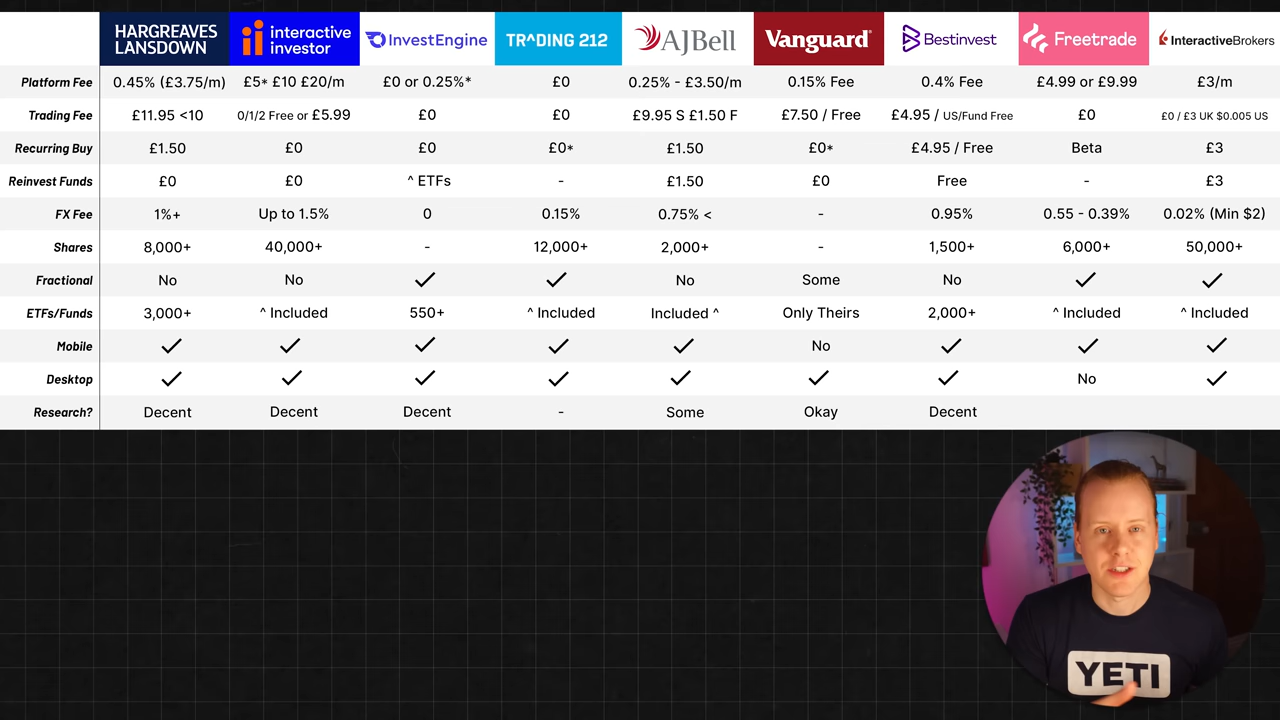 HARGREAVES LANSDOWN interactive investor InvestEngine TRADING 212 AJBell Vanguard Bestinvest Freetrade InteractiveBrokers
Platform Fee 0.45% (£3.75/m) £5* £10 £20/m £0 or 0.25%* £0 0.25% - £3.50/m 0.15% Fee 0.4% Fee £4.99 or £9.99 £3/m
Trading Fee £11.95 <10 0/1/2 Free or £5.99 £0 £0 £9.95 S £1.50 F £7.50 / Free £4.95 / US/Fund Free £0 £0 / £3 UK $0.005 US
Recurring Buy £1.50 £0 £0 £0* £1.50 £0* £4.95 / Free Beta £3
Reinvest Funds £0 £0 ^ ETFs - £1.50 £0 Free - £3
FX Fee 1%+ Up to 1.5% 0 0.15% 0.75% < - 0.95% 0.55 - 0.39% 0.02% (Min $2)
Shares 8,000+ 40,000+ - 12,000+ 2,000+ - 1,500+ 6,000+ 50,000+
Fractional No No ✓ ✓ No Some No ✓ ✓
ETFs/Funds 3,000+ ^ Included 550+ ^ Included Included ^ Only Theirs 2,000+ ^ Included ^ Included
Mobile ✓ ✓ ✓ ✓ ✓ No ✓ ✓ ✓
Desktop ✓ ✓ ✓ ✓ ✓ ✓ ✓ No ✓
Research? Decent Decent Decent - Some Okay Decent
YETI